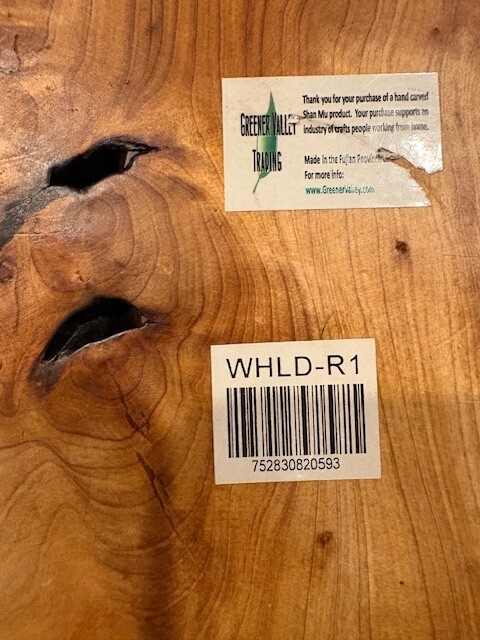 GREENER VALLEY
TRADING
Thank you for your purchase of a hand carved
Shan Mu product. Your purchase supports an
industry of crafts people working from home.
Made in the Fujian Province
For more info:
www.Greenervalley.com
WHLD-R1
752830820593